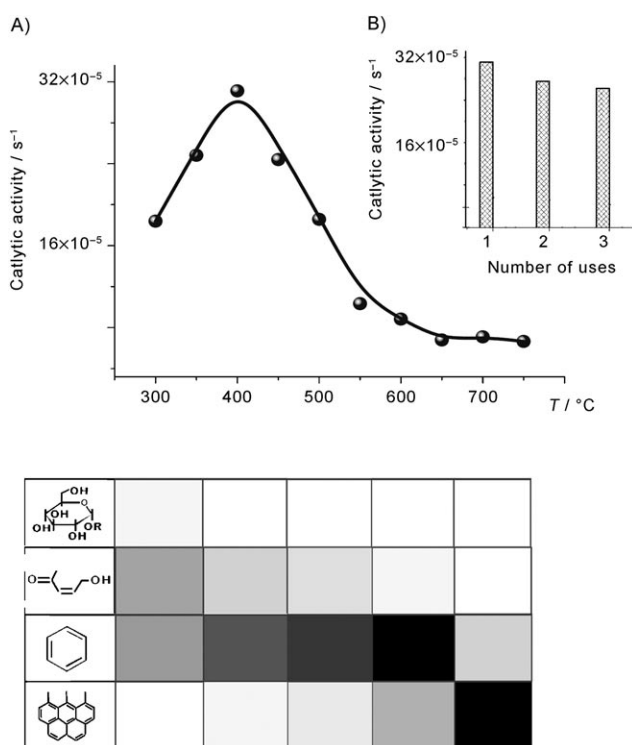 A)
Catlytic activity / s⁻¹
32×10⁻⁵
16×10⁻⁵
300 400 500 600 700
T / °C
B)
Catlytic activity / s⁻¹
32×10⁻⁵
16×10⁻⁵
1 2 3
Number of uses
OH
O
OH
OH
OR
OH
O
OH